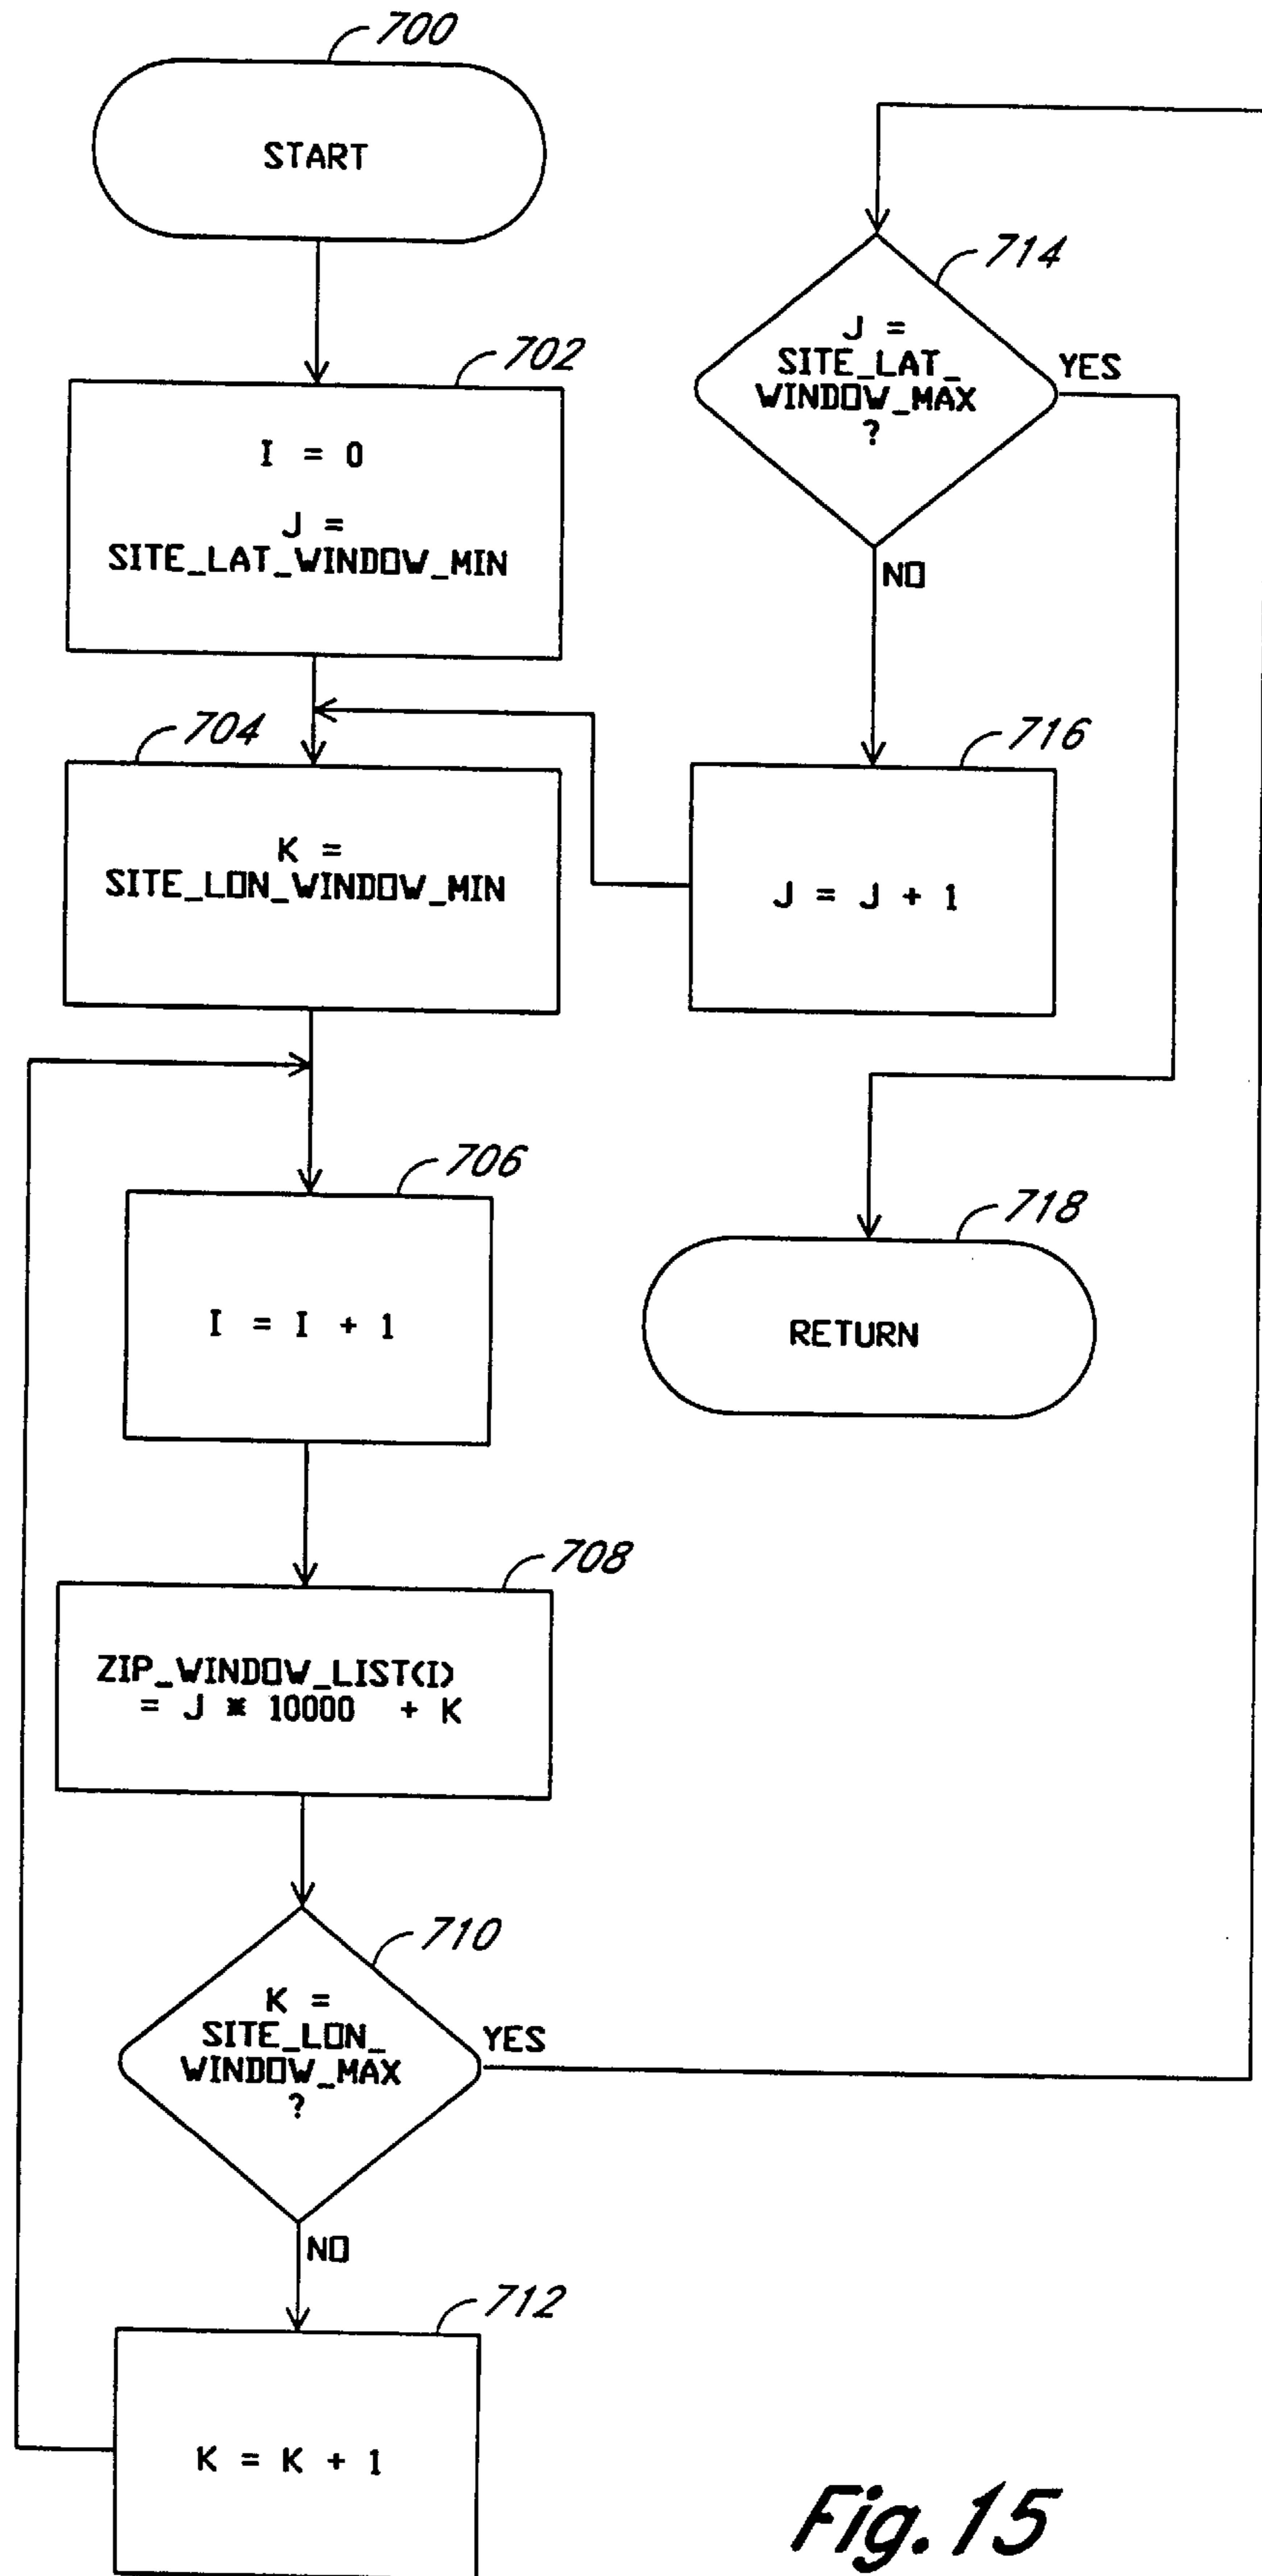 700
START
702
I = 0
J =
SITE_LAT_WINDOW_MIN
704
K =
SITE_LON_WINDOW_MIN
706
I = I + 1
708
ZIP_WINDOW_LIST(I)
= J * 10000 + K
710
K =
SITE_LON_
WINDOW_MAX
?
YES
NO
712
K = K + 1
714
J =
SITE_LAT_
WINDOW_MAX
?
YES
NO
716
J = J + 1
718
RETURN
Fig. 15